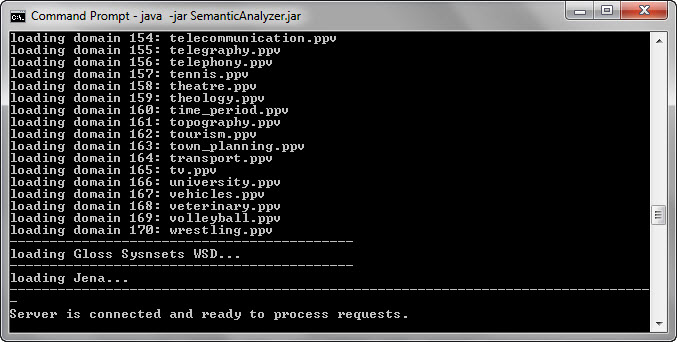 Command Prompt - java -jar SemanticAnalyzer.jar
loading domain 154: telecommunication.ppv
loading domain 155: telegraphy.ppv
loading domain 156: telephony.ppv
loading domain 157: tennis.ppv
loading domain 158: theatre.ppv
loading domain 159: theology.ppv
loading domain 160: time_period.ppv
loading domain 161: topography.ppv
loading domain 162: tourism.ppv
loading domain 163: town_planning.ppv
loading domain 164: transport.ppv
loading domain 165: tv.ppv
loading domain 166: university.ppv
loading domain 167: vehicles.ppv
loading domain 168: veterinary.ppv
loading domain 169: volleyball.ppv
loading domain 170: wrestling.ppv
-------------------------------------------
loading Gloss Sysnsets WSD...
-------------------------------------------
loading Jena...
--------------------------------------------------------------------------------
-
Server is connected and ready to process requests.